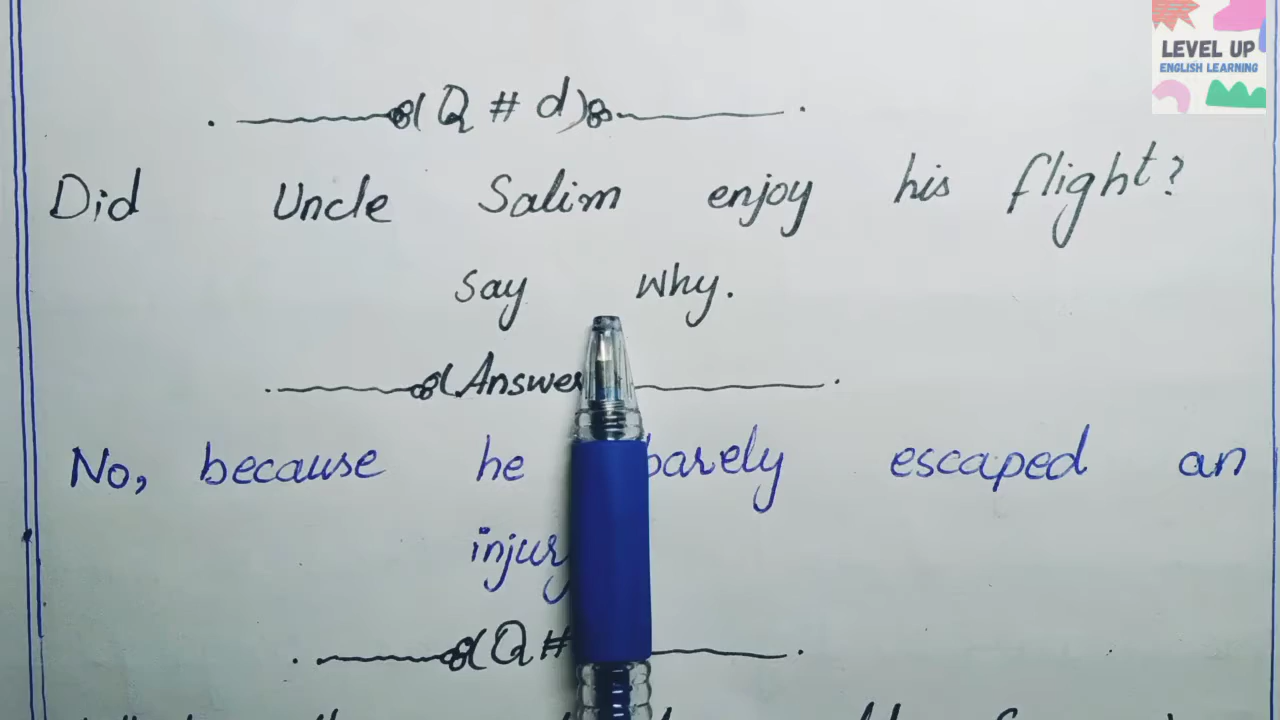 LEVEL UP
ENGLISH LEARNING
(Q # d)
Did Uncle Salim enjoy his flight?
Say why.
(Answer
No, because he barely escaped an
injury
(Q #